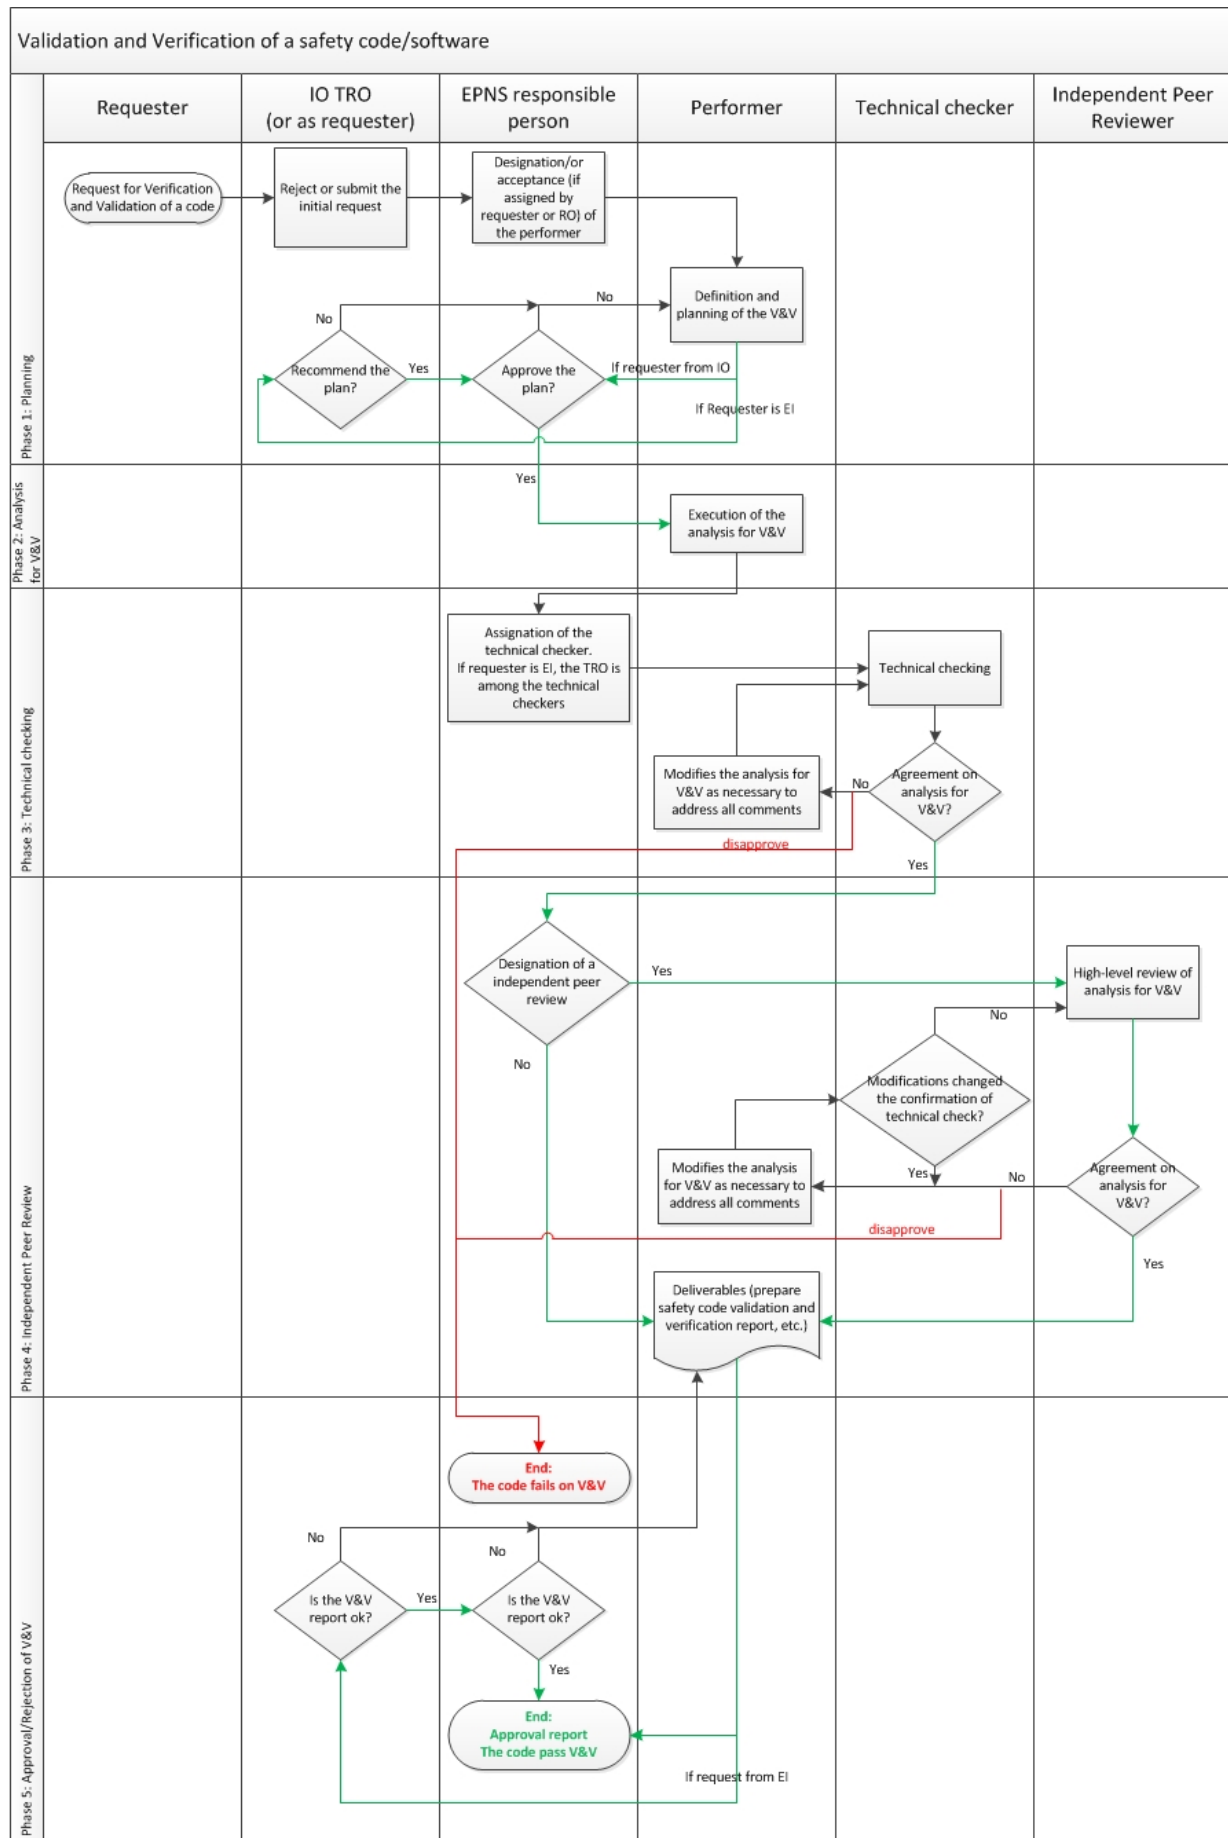 Validation and Verification of a safety code/software
Requester
IO TRO
(or as requester)
EPNS responsible
person
Performer
Technical checker
Independent Peer
Reviewer
Phase 1: Planning
Request for Verification
and Validation of a code
Reject or submit the
initial request
Designation/or
acceptance (if
assigned by
requester or RO) of
the performer
Definition and
planning of the V&V
No
No
Recommend the
plan?
Yes
Approve the
plan?
If requester from IO
If Requester is EI
Yes
Phase 2: Analysis
for V&V
Execution of the
analysis for V&V
Phase 3: Technical checking
Assignation of the
technical checker.
If requester is EI, the TRO is
among the technical
checkers
Technical checking
Modifies the analysis for
V&V as necessary to
address all comments
No
Agreement on
analysis for
V&V?
disapprove
Yes
Phase 4: Independent Peer Review
Designation of a
independent peer
review
Yes
High-level review of
analysis for V&V
No
No
Modifications changed
the confirmation of
technical check?
Modifies the analysis
for V&V as necessary to
address all comments
Yes
No
Agreement on
analysis for
V&V?
disapprove
Yes
Deliverables (prepare
safety code validation and
verification report, etc.)
Phase 5: Approval/Rejection of V&V
End:
The code fails on V&V
No
No
Is the V&V
report ok?
Yes
Is the V&V
report ok?
Yes
End:
Approval report
The code pass V&V
If request from EI